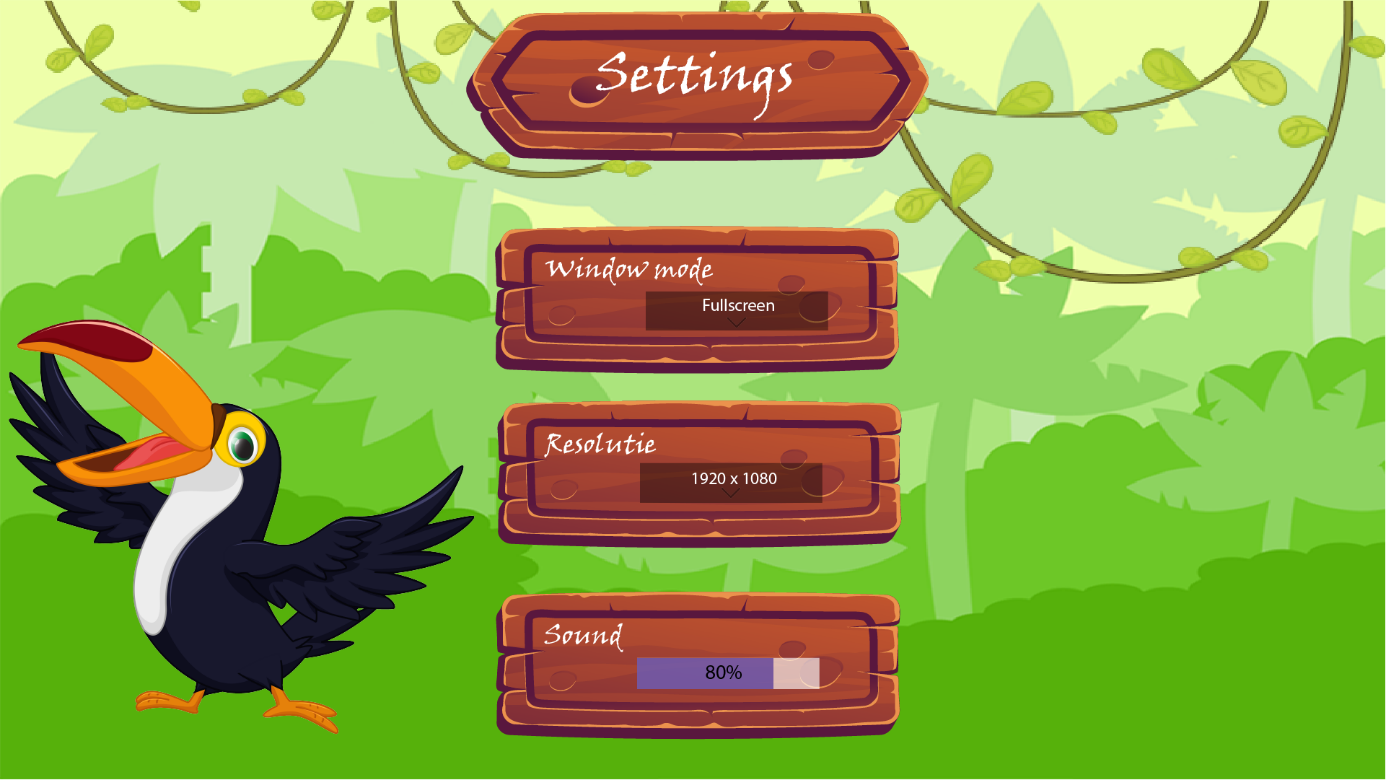 Settings
Window mode
Fullscreen
Resolutie
1920 x 1080
Sound
80%